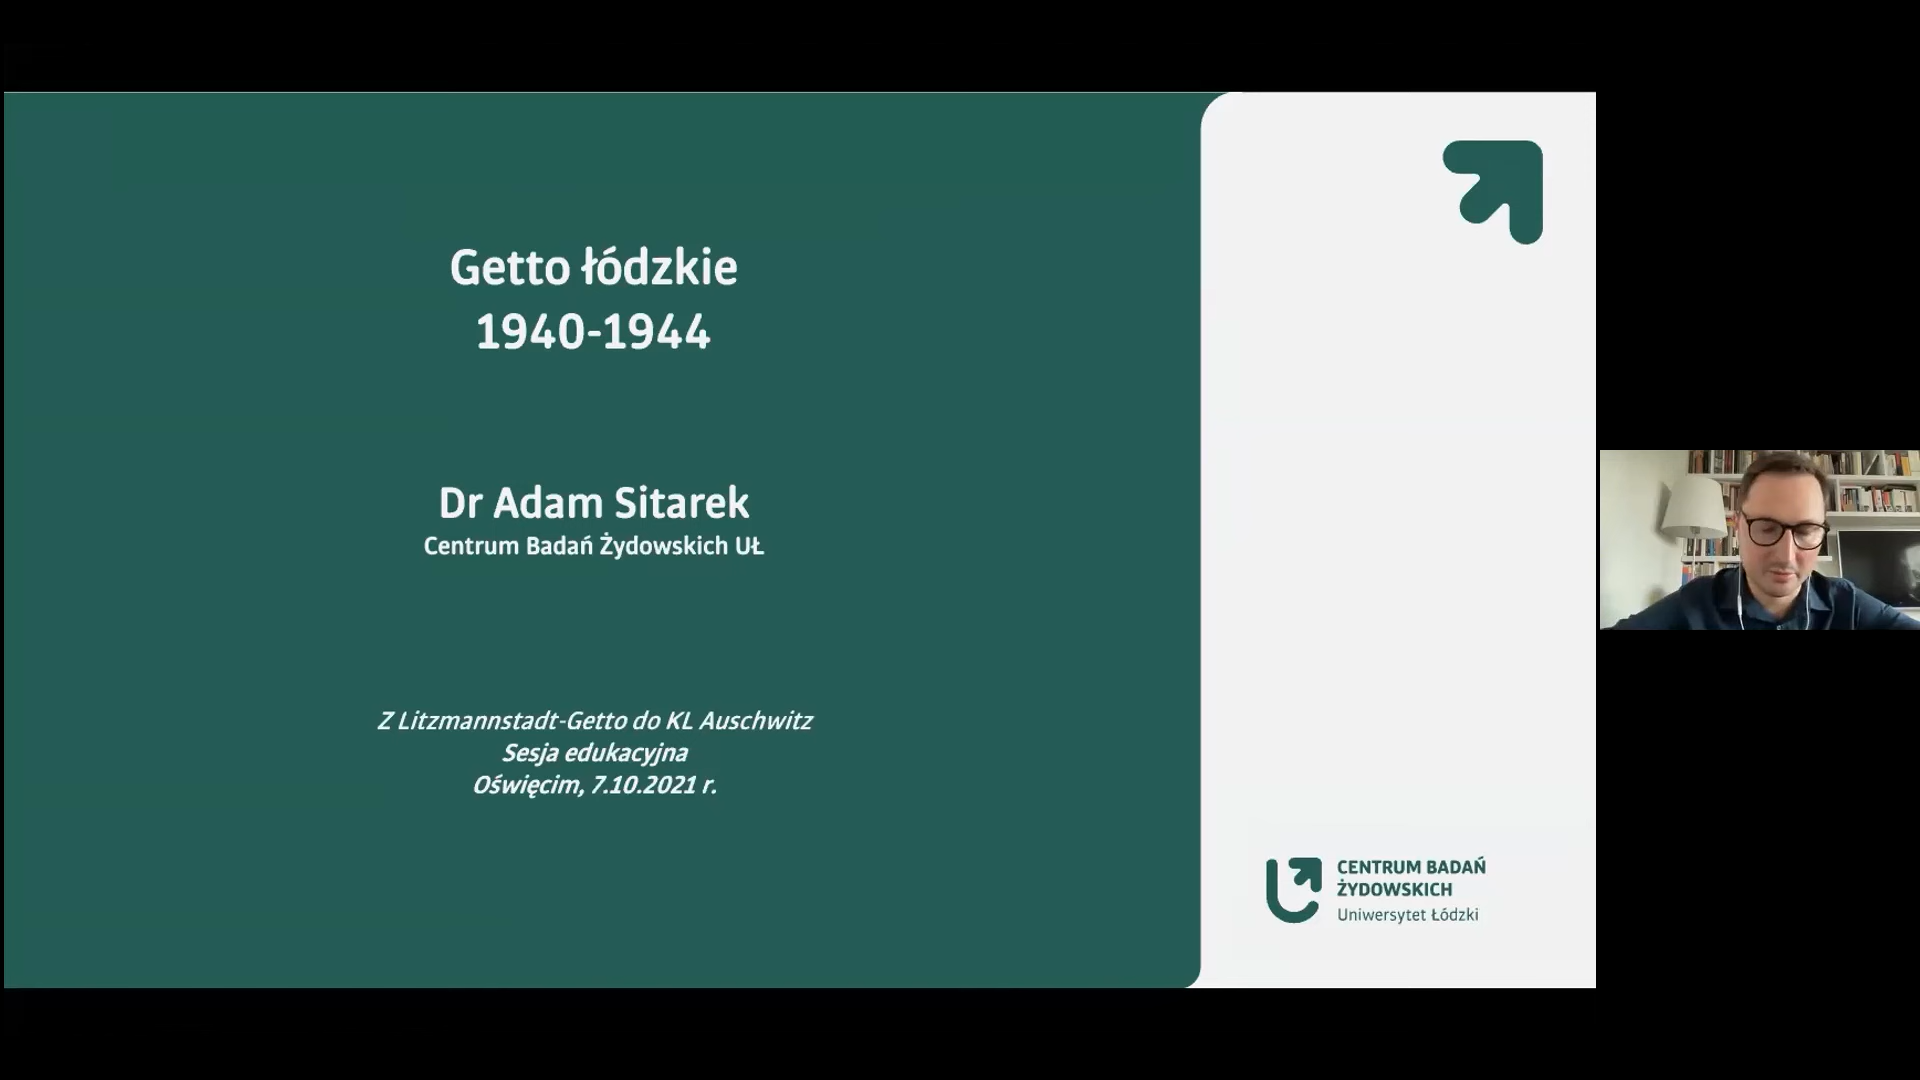 Getto łódzkie
1940-1944
Dr Adam Sitarek
Centrum Badań Żydowskich UŁ
Z Litzmannstadt-Getto do KL Auschwitz
Sesja edukacyjna
Oświęcim, 7.10.2021 r.
CENTRUM BADAŃ
ŻYDOWSKICH
Uniwersytet Łódzki